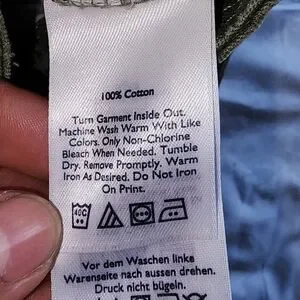 100% Cotton
Turn Garment Inside Out.
Machine Wash Warm With Like
Colors. Only Non-Chlorine
Bleach When Needed. Tumble
Dry. Remove Promptly. Warm
Iron As Desired. Do Not Iron
On Print.
40C
Vor dem Waschen linke
Warenseite nach aussen drehen.
Druck nicht bügeln.